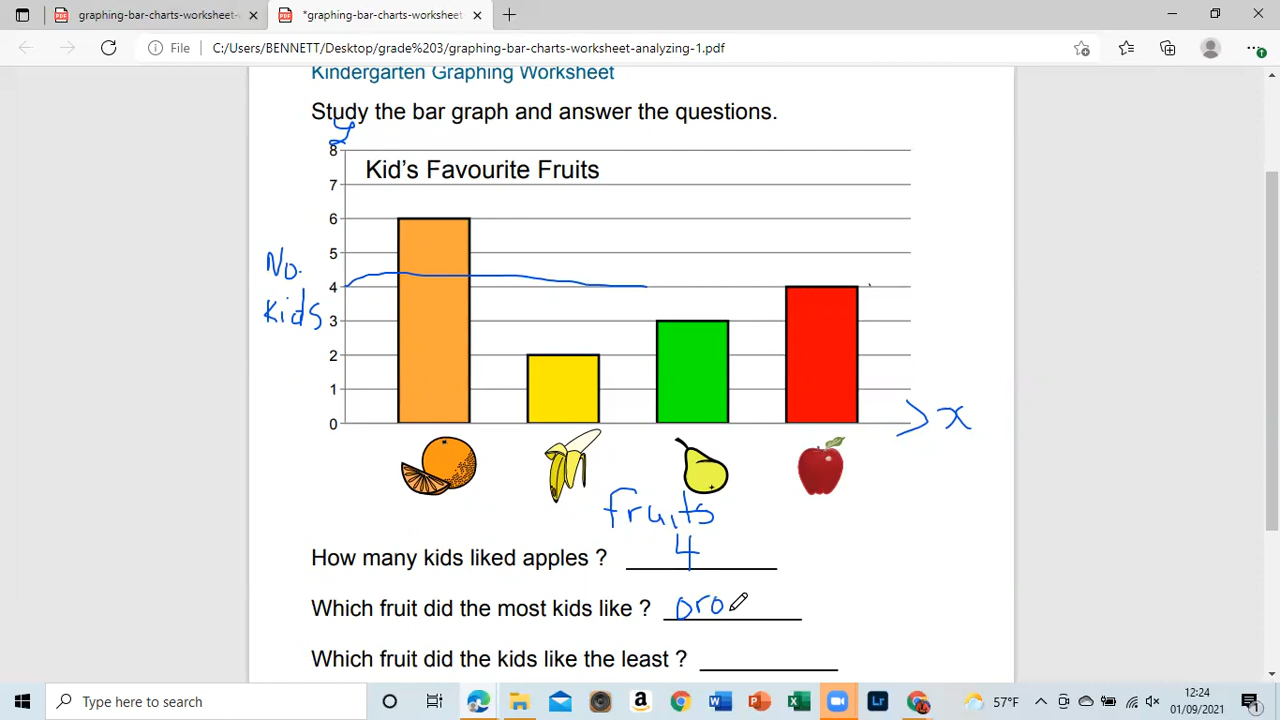 graphing-bar-charts-worksheet-
*graphing-bar-charts-worksheet
File C:/Users/BENNETT/Desktop/grade%203/graphing-bar-charts-worksheet-analyzing-1.pdf
Kindergarten Graphing Worksheet
Study the bar graph and answer the questions.
Kid's Favourite Fruits
8
7
6
5
4
3
2
1
0
No.
kids
x
fruits
How many kids liked apples ? 4
Which fruit did the most kids like ? oro
Which fruit did the kids like the least ?
Type here to search
57°F
12:24
01/09/2021